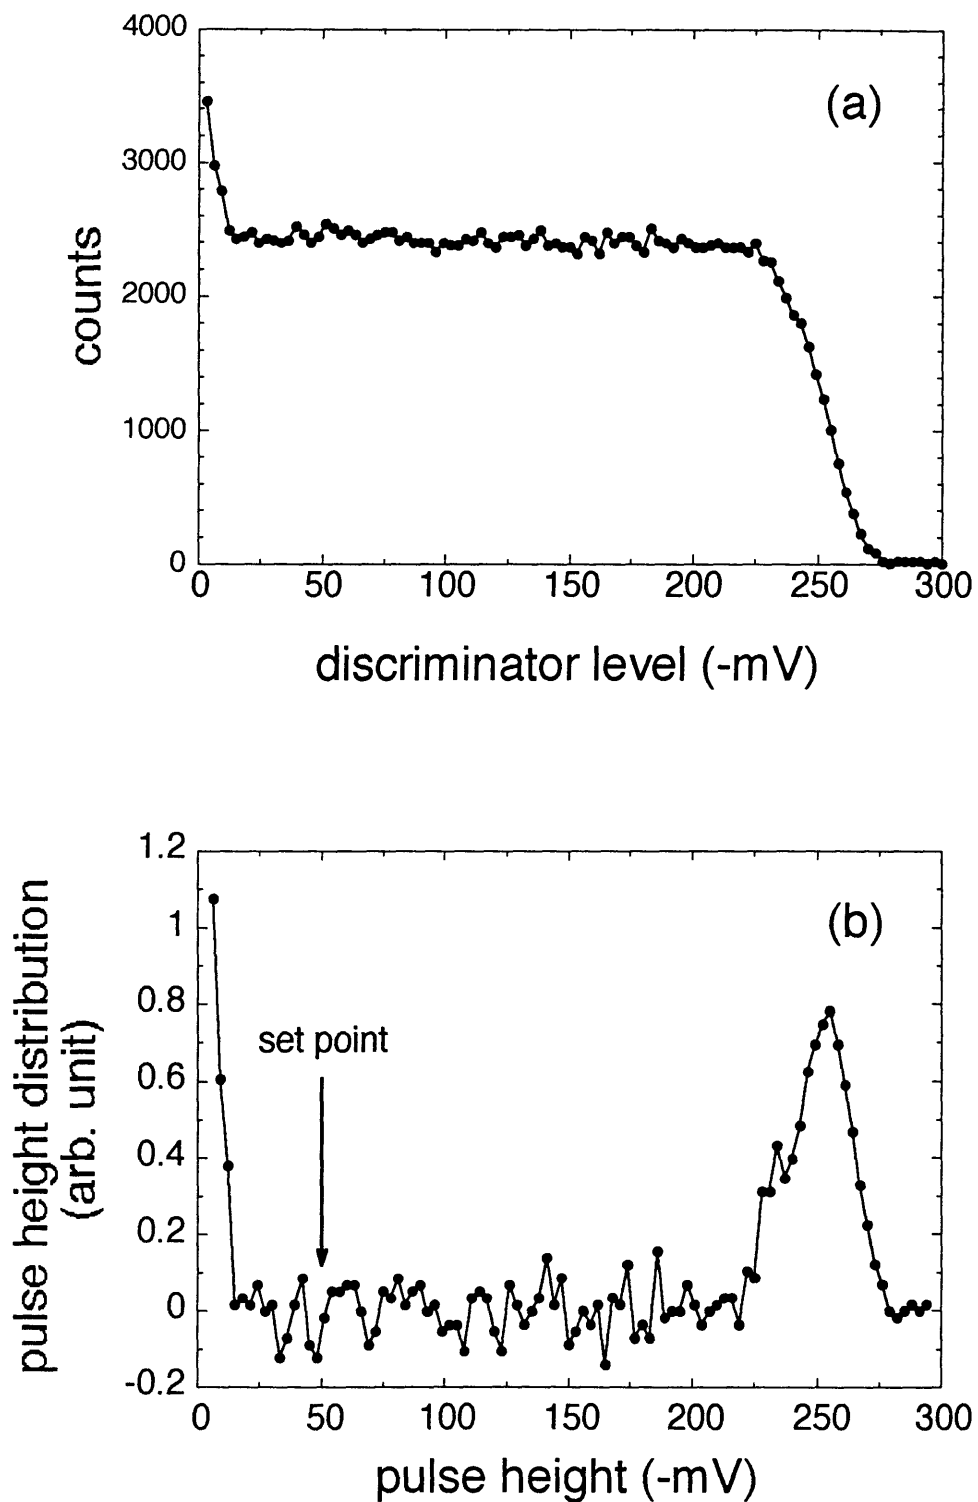 4000
(a)
3000
counts
2000
1000
0
0 50 100 150 200 250 300
discriminator level (-mV)
1.2
pulse height distribution
(arb. unit)
(b)
1
0.8
set point
0.6
0.4
0.2
0
-0.2
0 50 100 150 200 250 300
pulse height (-mV)